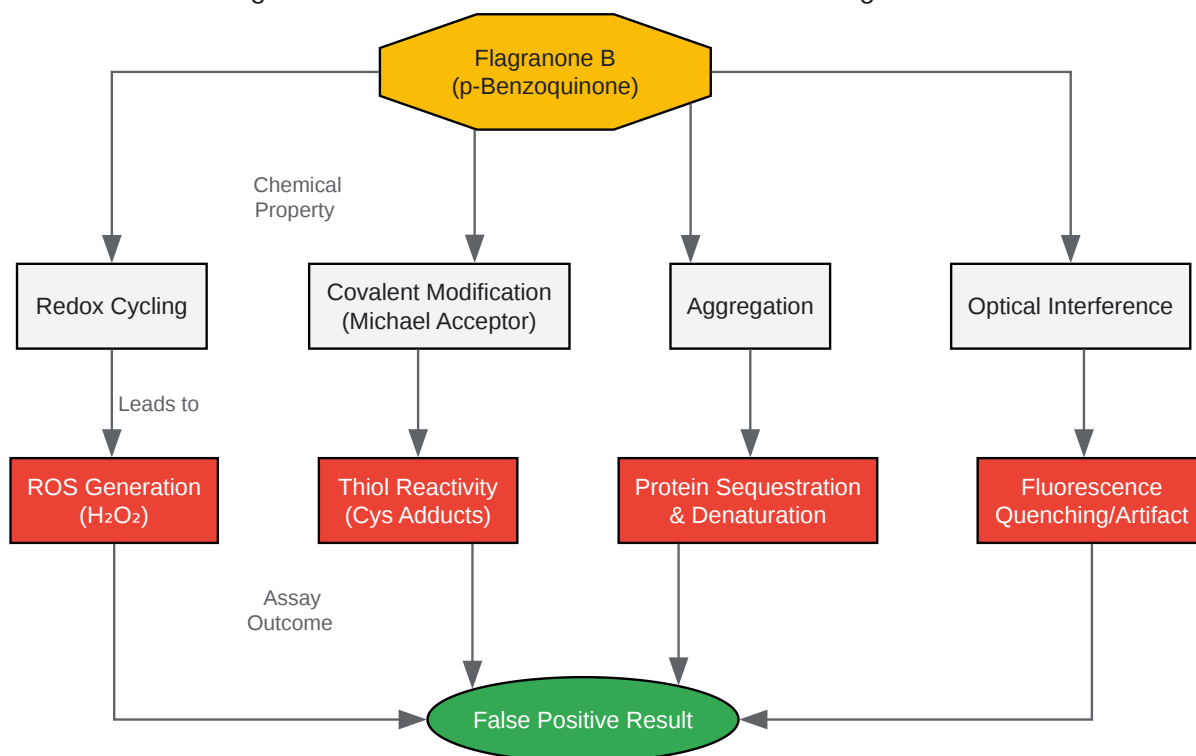 Flagranone B
(p-Benzoquinone)
Chemical
Property
Redox Cycling
Covalent Modification
(Michael Acceptor)
Aggregation
Optical Interference
Leads to
ROS Generation
(H₂O₂)
Thiol Reactivity
(Cys Adducts)
Protein Sequestration
& Denaturation
Fluorescence
Quenching/Artifact
Assay
Outcome
False Positive Result